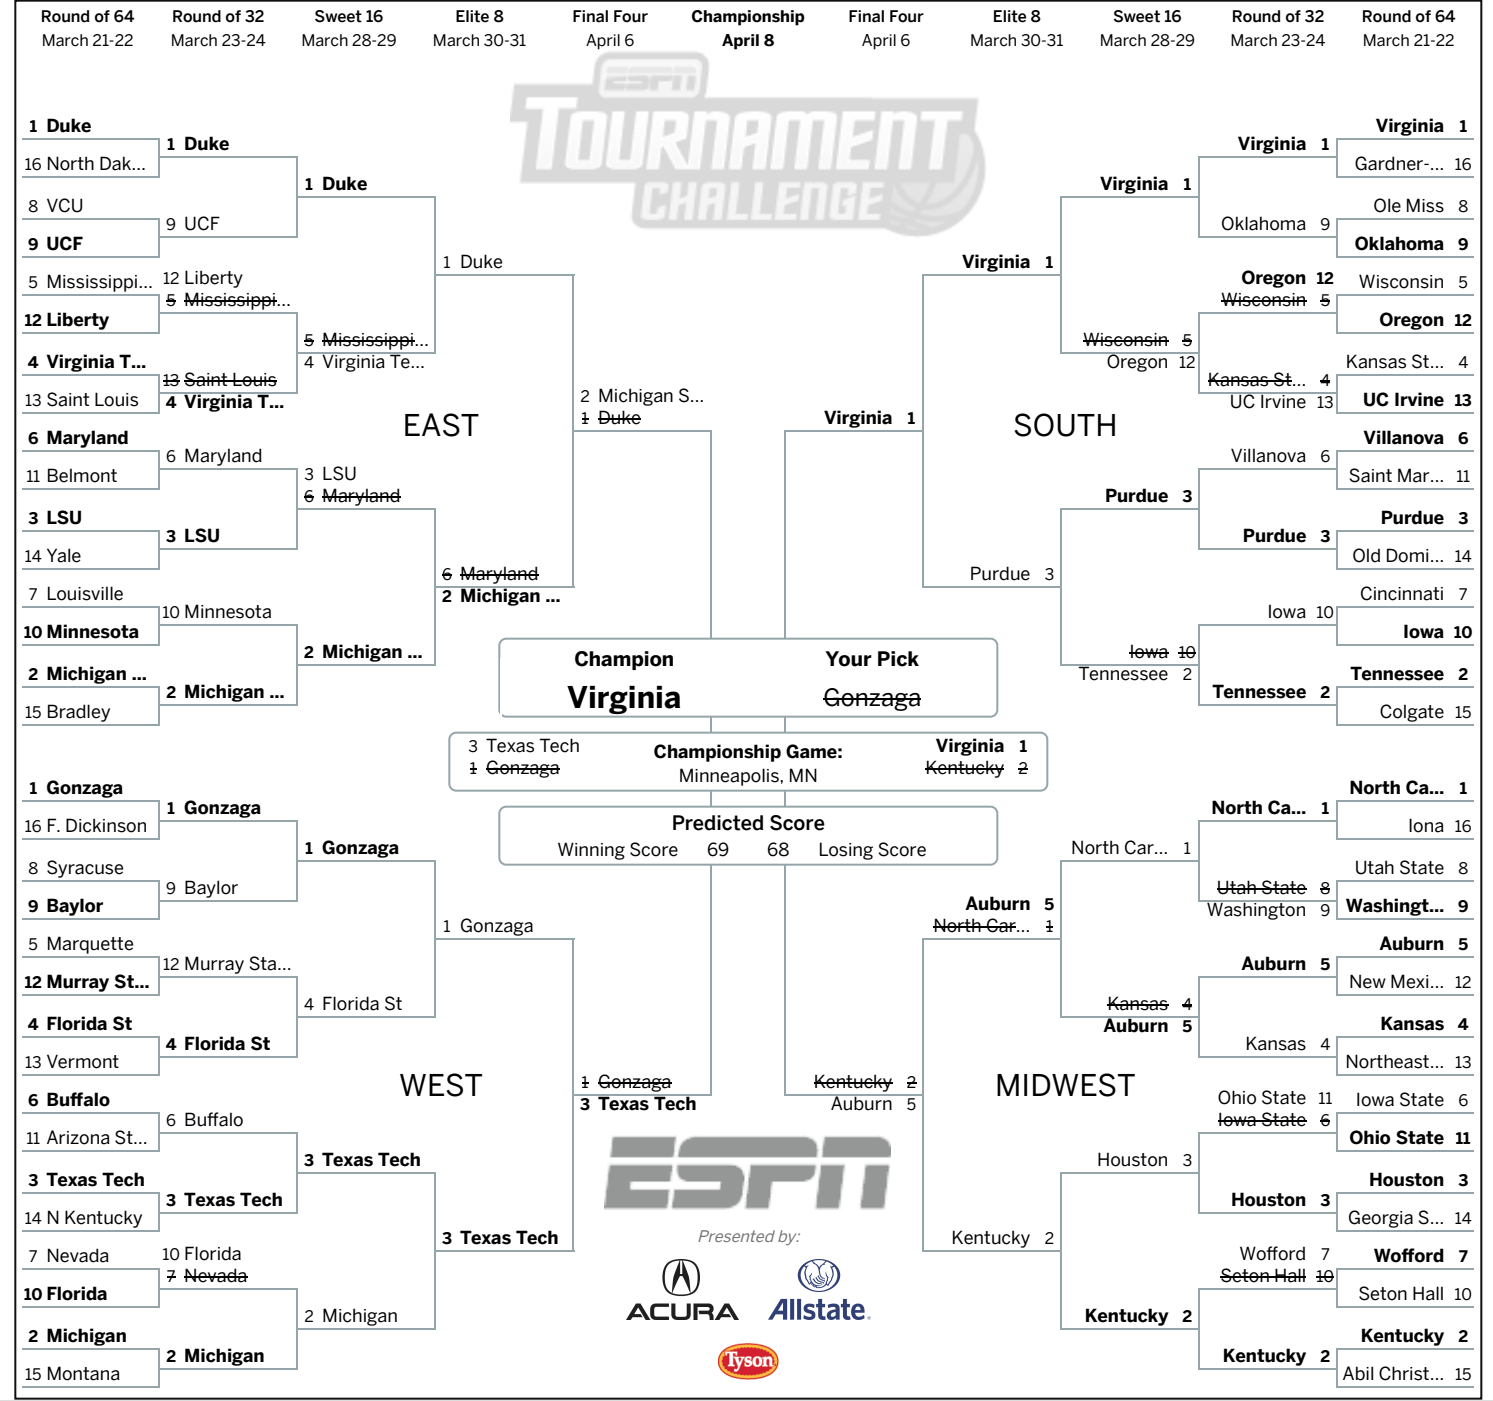 Round of 64
March 21-22
Round of 32
March 23-24
Sweet 16
March 28-29
Elite 8
March 30-31
Final Four
April 6
Championship
April 8
Final Four
April 6
Elite 8
March 30-31
Sweet 16
March 28-29
Round of 32
March 23-24
Round of 64
March 21-22
ESPN
TOURNAMENT
CHALLENGE
EAST
1 Duke
16 North Dak...
8 VCU
9 UCF
5 Mississippi...
12 Liberty
4 Virginia T...
13 Saint Louis
6 Maryland
11 Belmont
3 LSU
14 Yale
7 Louisville
10 Minnesota
2 Michigan ...
15 Bradley
1 Duke
9 UCF
12 Liberty
5 Mississippi...
13 Saint Louis
4 Virginia T...
6 Maryland
3 LSU
10 Minnesota
2 Michigan ...
1 Duke
5 Mississippi...
4 Virginia Te...
3 LSU
6 Maryland
2 Michigan ...
1 Duke
6 Maryland
2 Michigan ...
2 Michigan S...
1 Duke
SOUTH
Virginia 1
Gardner-... 16
Ole Miss 8
Oklahoma 9
Wisconsin 5
Oregon 12
Kansas St... 4
UC Irvine 13
Villanova 6
Saint Mar... 11
Purdue 3
Old Domi... 14
Cincinnati 7
Iowa 10
Tennessee 2
Colgate 15
Virginia 1
Oklahoma 9
Oregon 12
Wisconsin 5
Kansas St... 4
UC Irvine 13
Villanova 6
Purdue 3
Iowa 10
Tennessee 2
Virginia 1
Wisconsin 5
Oregon 12
Purdue 3
Iowa 10
Tennessee 2
Virginia 1
Purdue 3
Virginia 1
Champion
Virginia
Your Pick
Gonzaga
3 Texas Tech
1 Gonzaga
Championship Game:
Minneapolis, MN
Virginia 1
Kentucky 2
Predicted Score
Winning Score 69 68 Losing Score
WEST
1 Gonzaga
16 F. Dickinson
8 Syracuse
9 Baylor
5 Marquette
12 Murray St...
4 Florida St
13 Vermont
6 Buffalo
11 Arizona St...
3 Texas Tech
14 N Kentucky
7 Nevada
10 Florida
2 Michigan
15 Montana
1 Gonzaga
9 Baylor
12 Murray Sta...
4 Florida St
6 Buffalo
3 Texas Tech
10 Florida
7 Nevada
2 Michigan
1 Gonzaga
4 Florida St
3 Texas Tech
2 Michigan
1 Gonzaga
3 Texas Tech
1 Gonzaga
3 Texas Tech
MIDWEST
North Ca... 1
Iona 16
Utah State 8
Washingt... 9
Auburn 5
New Mexi... 12
Kansas 4
Northeast... 13
Iowa State 6
Ohio State 11
Houston 3
Georgia S... 14
Wofford 7
Seton Hall 10
Kentucky 2
Abil Christ... 15
North Ca... 1
Utah State 8
Washington 9
Auburn 5
Kansas 4
Ohio State 11
Iowa State 6
Houston 3
Wofford 7
Seton Hall 10
Kentucky 2
North Car... 1
Kansas 4
Auburn 5
Houston 3
Kentucky 2
Auburn 5
North Car... 1
Kentucky 2
Kentucky 2
Auburn 5
ESPN
Presented by:
ACURA
Allstate.
Tyson